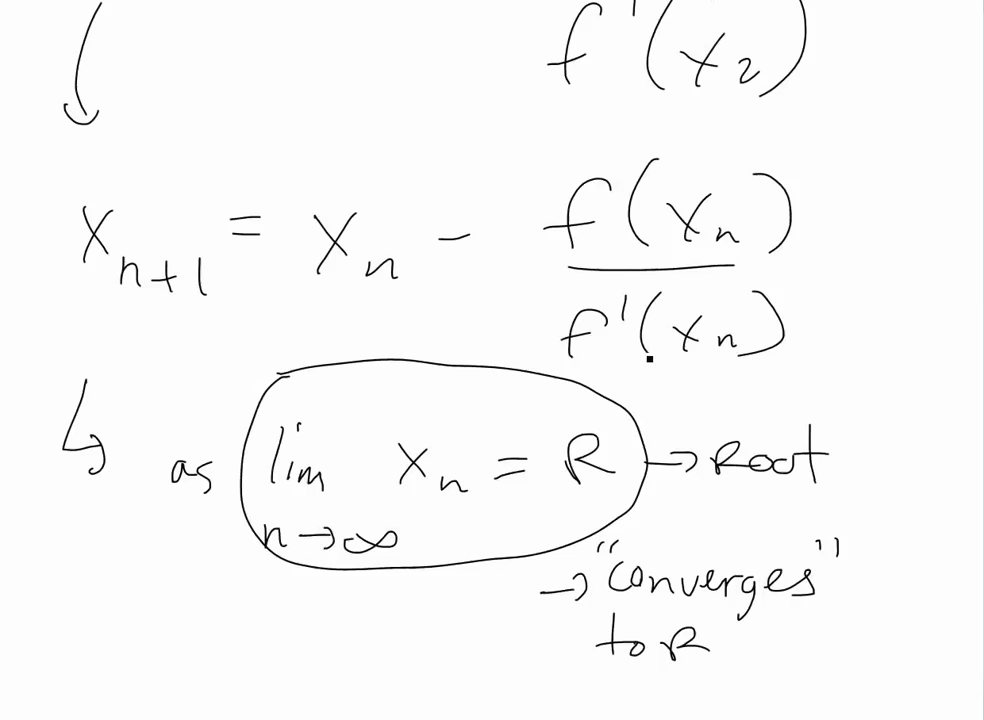 f'(x₂)
xₙ₊₁ = xₙ - f(xₙ)
f'(xₙ)
as lim xₙ = R → Root
n → ∞
→ "converges"
to R